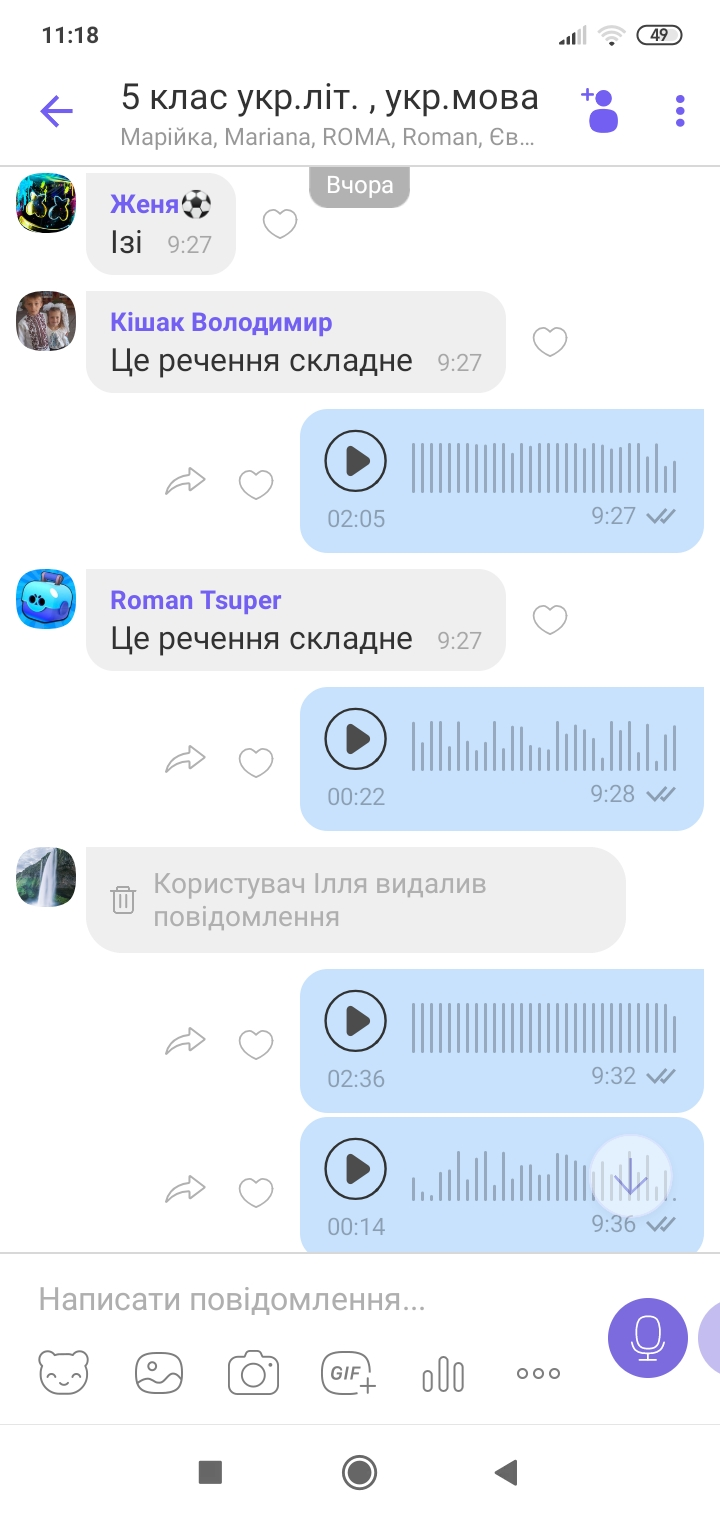 11:18
49
5 клас укр.літ. , укр.мова
Марійка, Mariana, ROMA, Roman, Єв...
Вчора
Женя⚽
Ізі 9:27
Кішак Володимир
Це речення складне 9:27
02:05 9:27
Roman Tsuper
Це речення складне 9:27
00:22 9:28
Користувач Ілля видалив
повідомлення
02:36 9:32
00:14 9:36
Написати повідомлення...
GIF